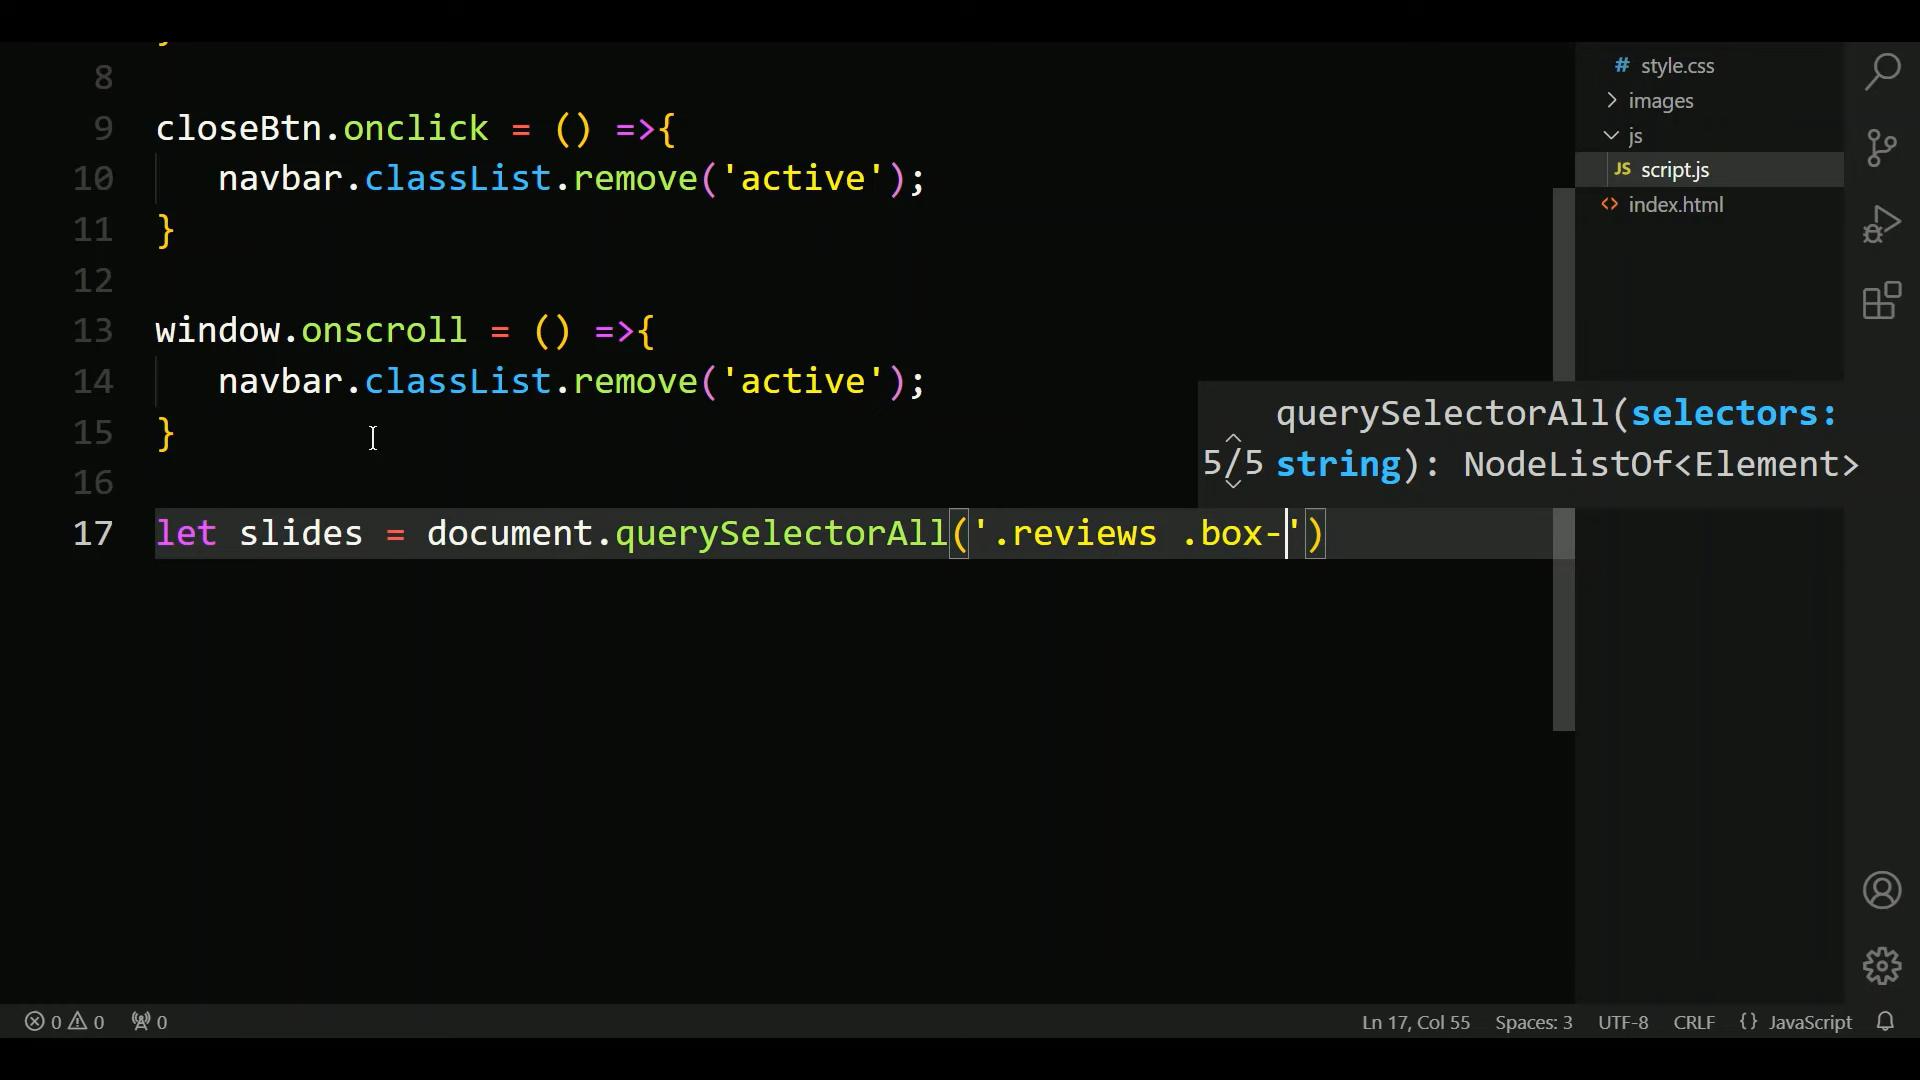 8
9 closeBtn.onclick = () =>{
10 navbar.classList.remove('active');
11 }
12
13 window.onscroll = () =>{
14 navbar.classList.remove('active');
15 }
16
17 let slides = document.querySelectorAll('.reviews .box-')
querySelectorAll(selectors:
5/5 string): NodeListOf<Element>
# style.css
images
js
JS script.js
index.html
0 0 0
Ln 17, Col 55 Spaces: 3 UTF-8 CRLF {} JavaScript